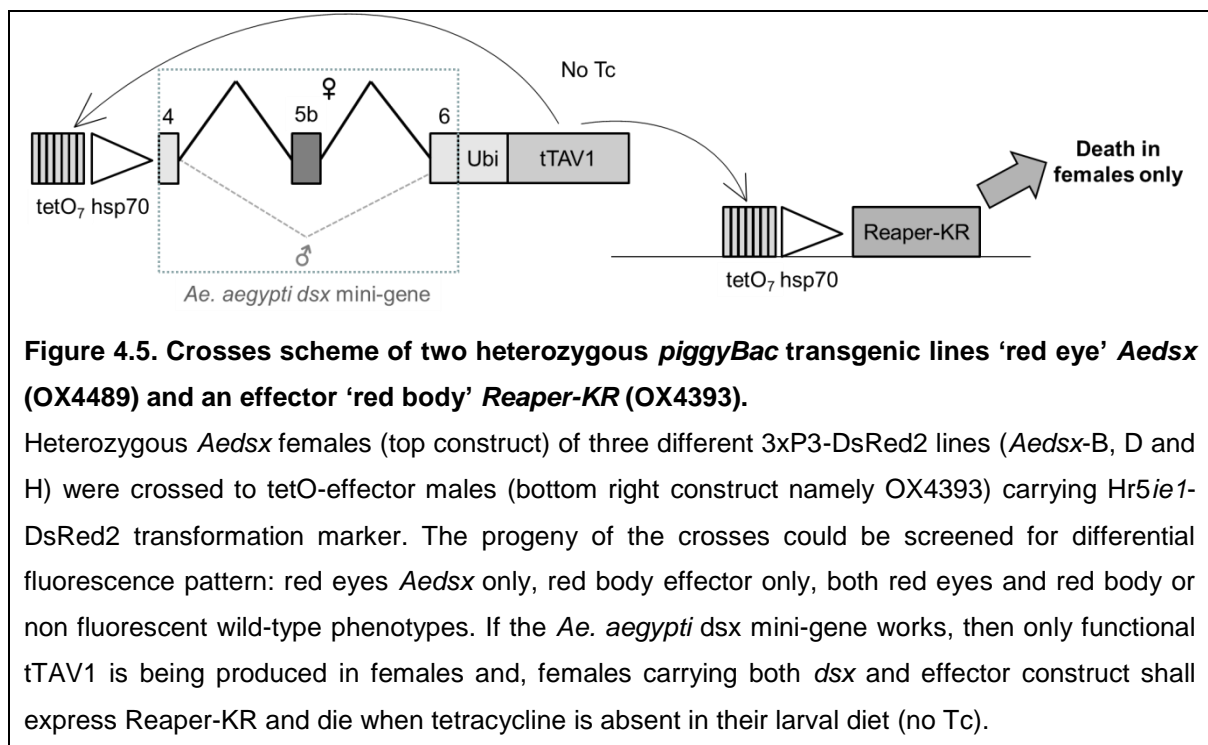 No Tc
♀
4
5b
6
Ubi
tTAV1
tetO₇ hsp70
♂
Ae. aegypti dsx mini-gene
Death in
females only
Reaper-KR
tetO₇ hsp70
Figure 4.5. Crosses scheme of two heterozygous piggyBac transgenic lines ‘red eye’ Aedsx
(OX4489) and an effector ‘red body’ Reaper-KR (OX4393).
Heterozygous Aedsx females (top construct) of three different 3xP3-DsRed2 lines (Aedsx-B, D and
H) were crossed to tetO-effector males (bottom right construct namely OX4393) carrying Hr5ie1-
DsRed2 transformation marker. The progeny of the crosses could be screened for differential
fluorescence pattern: red eyes Aedsx only, red body effector only, both red eyes and red body or
non fluorescent wild-type phenotypes. If the Ae. aegypti dsx mini-gene works, then only functional
tTAV1 is being produced in females and, females carrying both dsx and effector construct shall
express Reaper-KR and die when tetracycline is absent in their larval diet (no Tc).